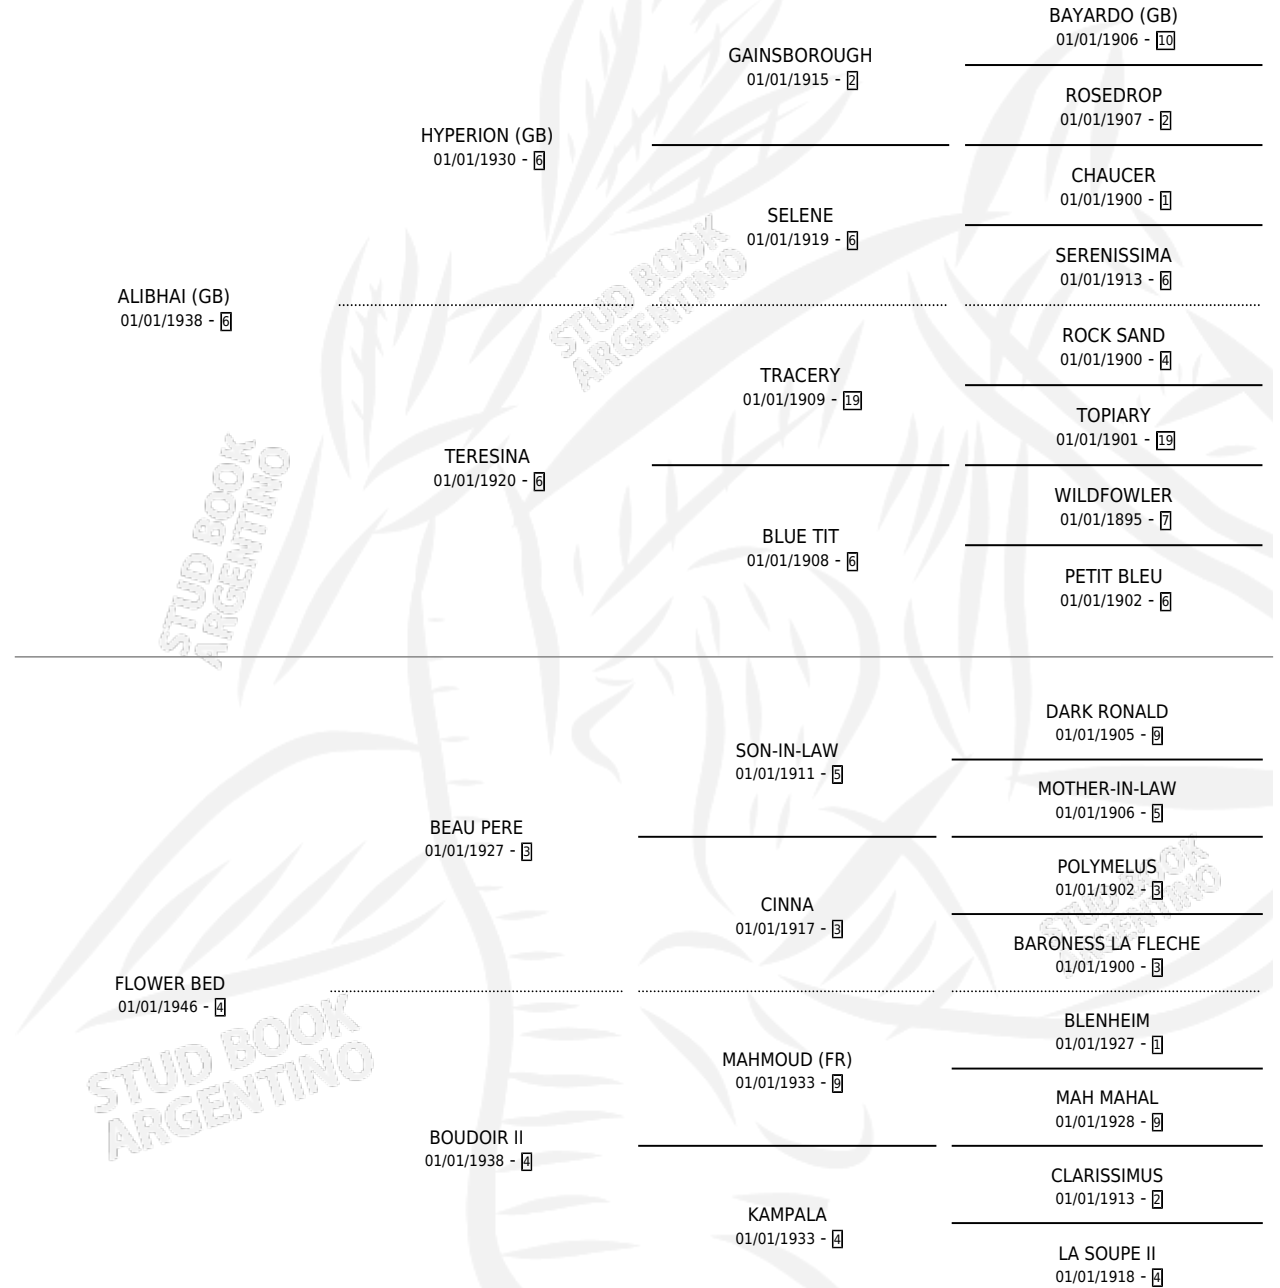 BAYARDO (GB)
01/01/1906 - 10
GAINSBOROUGH
01/01/1915 - 2
ROSEDROP
01/01/1907 - 2
HYPERION (GB)
01/01/1930 - 6
CHAUCER
01/01/1900 - 1
SELENE
01/01/1919 - 6
SERENISSIMA
01/01/1913 - 6
ALIBHAI (GB)
01/01/1938 - 6
ROCK SAND
01/01/1900 - 4
TRACERY
01/01/1909 - 19
TOPIARY
01/01/1901 - 19
TERESINA
01/01/1920 - 6
WILDFOWLER
01/01/1895 - 7
BLUE TIT
01/01/1908 - 6
PETIT BLEU
01/01/1902 - 6
DARK RONALD
01/01/1905 - 9
SON-IN-LAW
01/01/1911 - 5
MOTHER-IN-LAW
01/01/1906 - 5
BEAU PERE
01/01/1927 - 3
POLYMELUS
01/01/1902 - 3
CINNA
01/01/1917 - 3
BARONESS LA FLECHE
01/01/1900 - 3
FLOWER BED
01/01/1946 - 4
BLENHEIM
01/01/1927 - 1
MAHMOUD (FR)
01/01/1933 - 9
MAH MAHAL
01/01/1928 - 9
BOUDOIR II
01/01/1938 - 4
CLARISSIMUS
01/01/1913 - 2
KAMPALA
01/01/1933 - 4
LA SOUPE II
01/01/1918 - 4
STUD BOOK
ARGENTINO
STUD BOOK
ARGENTINO
STUD BOOK
ARGENTINO
STUD BOOK
ARGENTINO